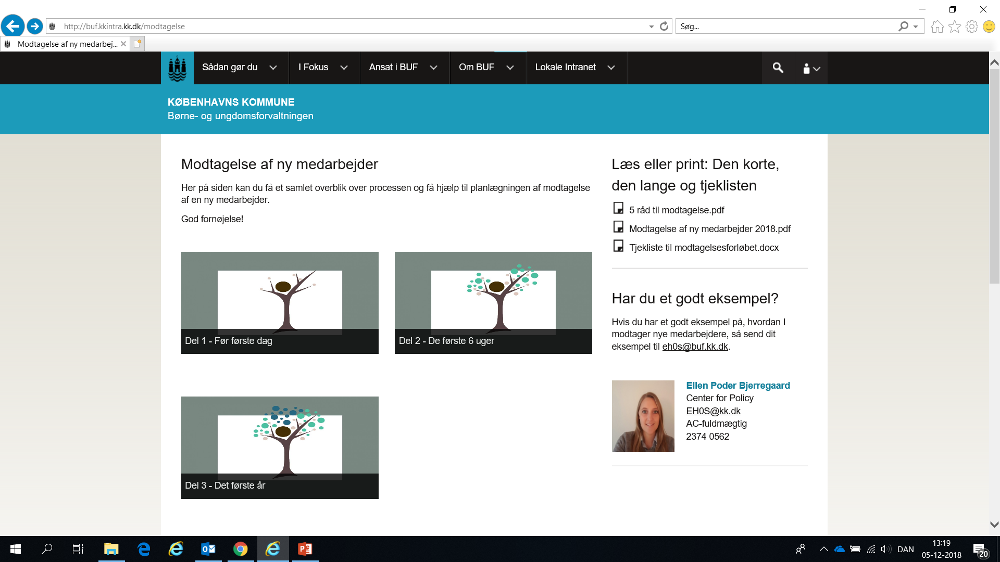 http://buf.kkintra.kk.dk/modtagelse
Søg...
Modtagelse af ny medarbej...
Sådan gør du
I Fokus
Ansat i BUF
Om BUF
Lokale Intranet
KØBENHAVNS KOMMUNE
Børne- og ungdomsforvaltningen
Modtagelse af ny medarbejder
Her på siden kan du få et samlet overblik over processen og få hjælp til planlægningen af modtagelse
af en ny medarbejder.
God fornøjelse!
Del 1 - Før første dag
Del 2 - De første 6 uger
Del 3 - Det første år
Læs eller print: Den korte,
den lange og tjeklisten
5 råd til modtagelse.pdf
Modtagelse af ny medarbejder 2018.pdf
Tjekliste til modtagelsesforløbet.docx
Har du et godt eksempel?
Hvis du har et godt eksempel på, hvordan I
modtager nye medarbejdere, så send dit
eksempel til eh0s@buf.kk.dk.
Ellen Poder Bjerregaard
Center for Policy
EH0S@kk.dk
AC-fuldmægtig
2374 0562
DAN
13:19
05-12-2018
20